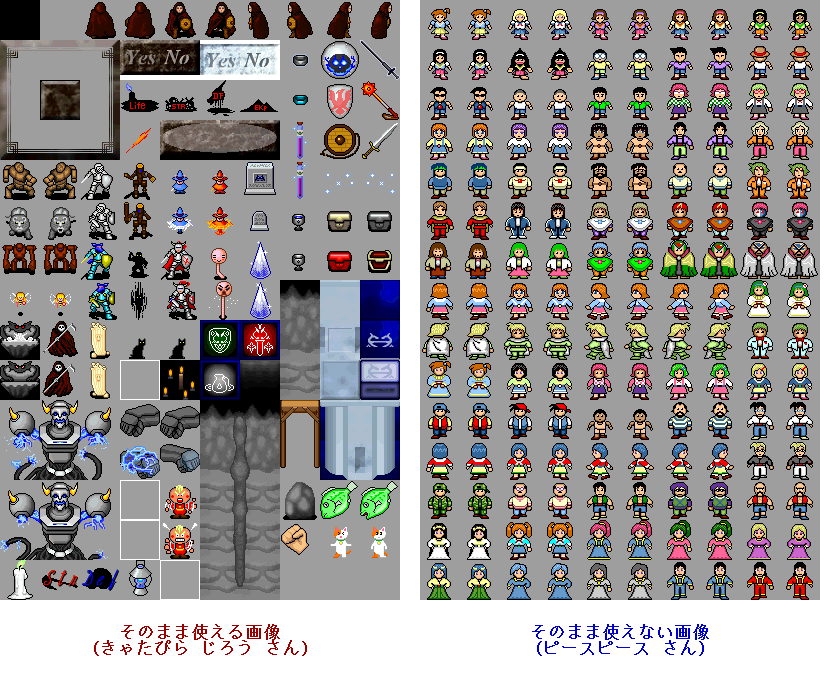 Yes No
Yes No
Life
そのまま使える画像
(きゃたぴら じろう さん)
そのまま使えない画像
(ピースピース さん)